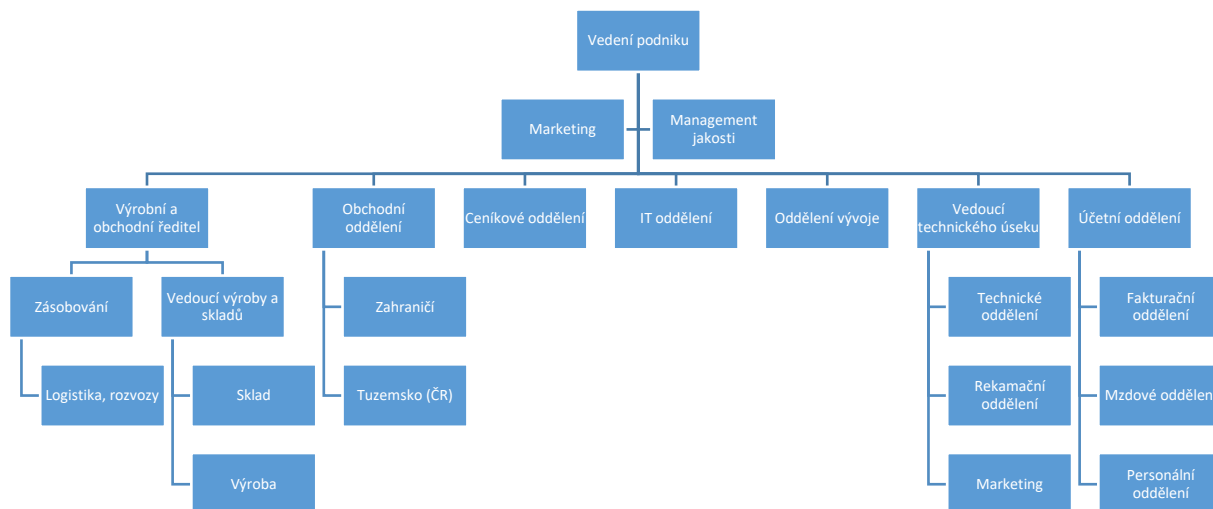 Vedení podniku
Marketing
Management
jakosti
Výrobní a
obchodní ředitel
Obchodní
oddělení
Ceníkové oddělení
IT oddělení
Oddělení vývoje
Vedoucí
technického úseku
Účetní oddělení
Zásobování
Vedoucí výroby a
skladů
Zahraničí
Technické
oddělení
Fakturační
oddělení
Logistika, rozvozy
Sklad
Tuzemsko (ČR)
Rekamační
oddělení
Mzdové oddělen
Výroba
Marketing
Personální
oddělení